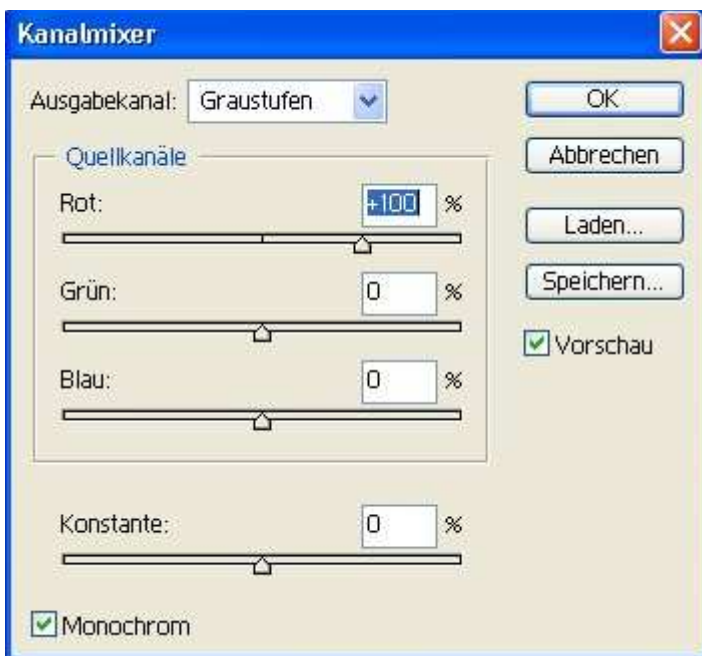 Kanalmixer
Ausgabekanal: Graustufen
OK
Quellkanäle
Abbrechen
Rot: +100 %
Laden...
Grün: 0 %
Speichern...
Vorschau
Blau: 0 %
Konstante: 0 %
Monochrom